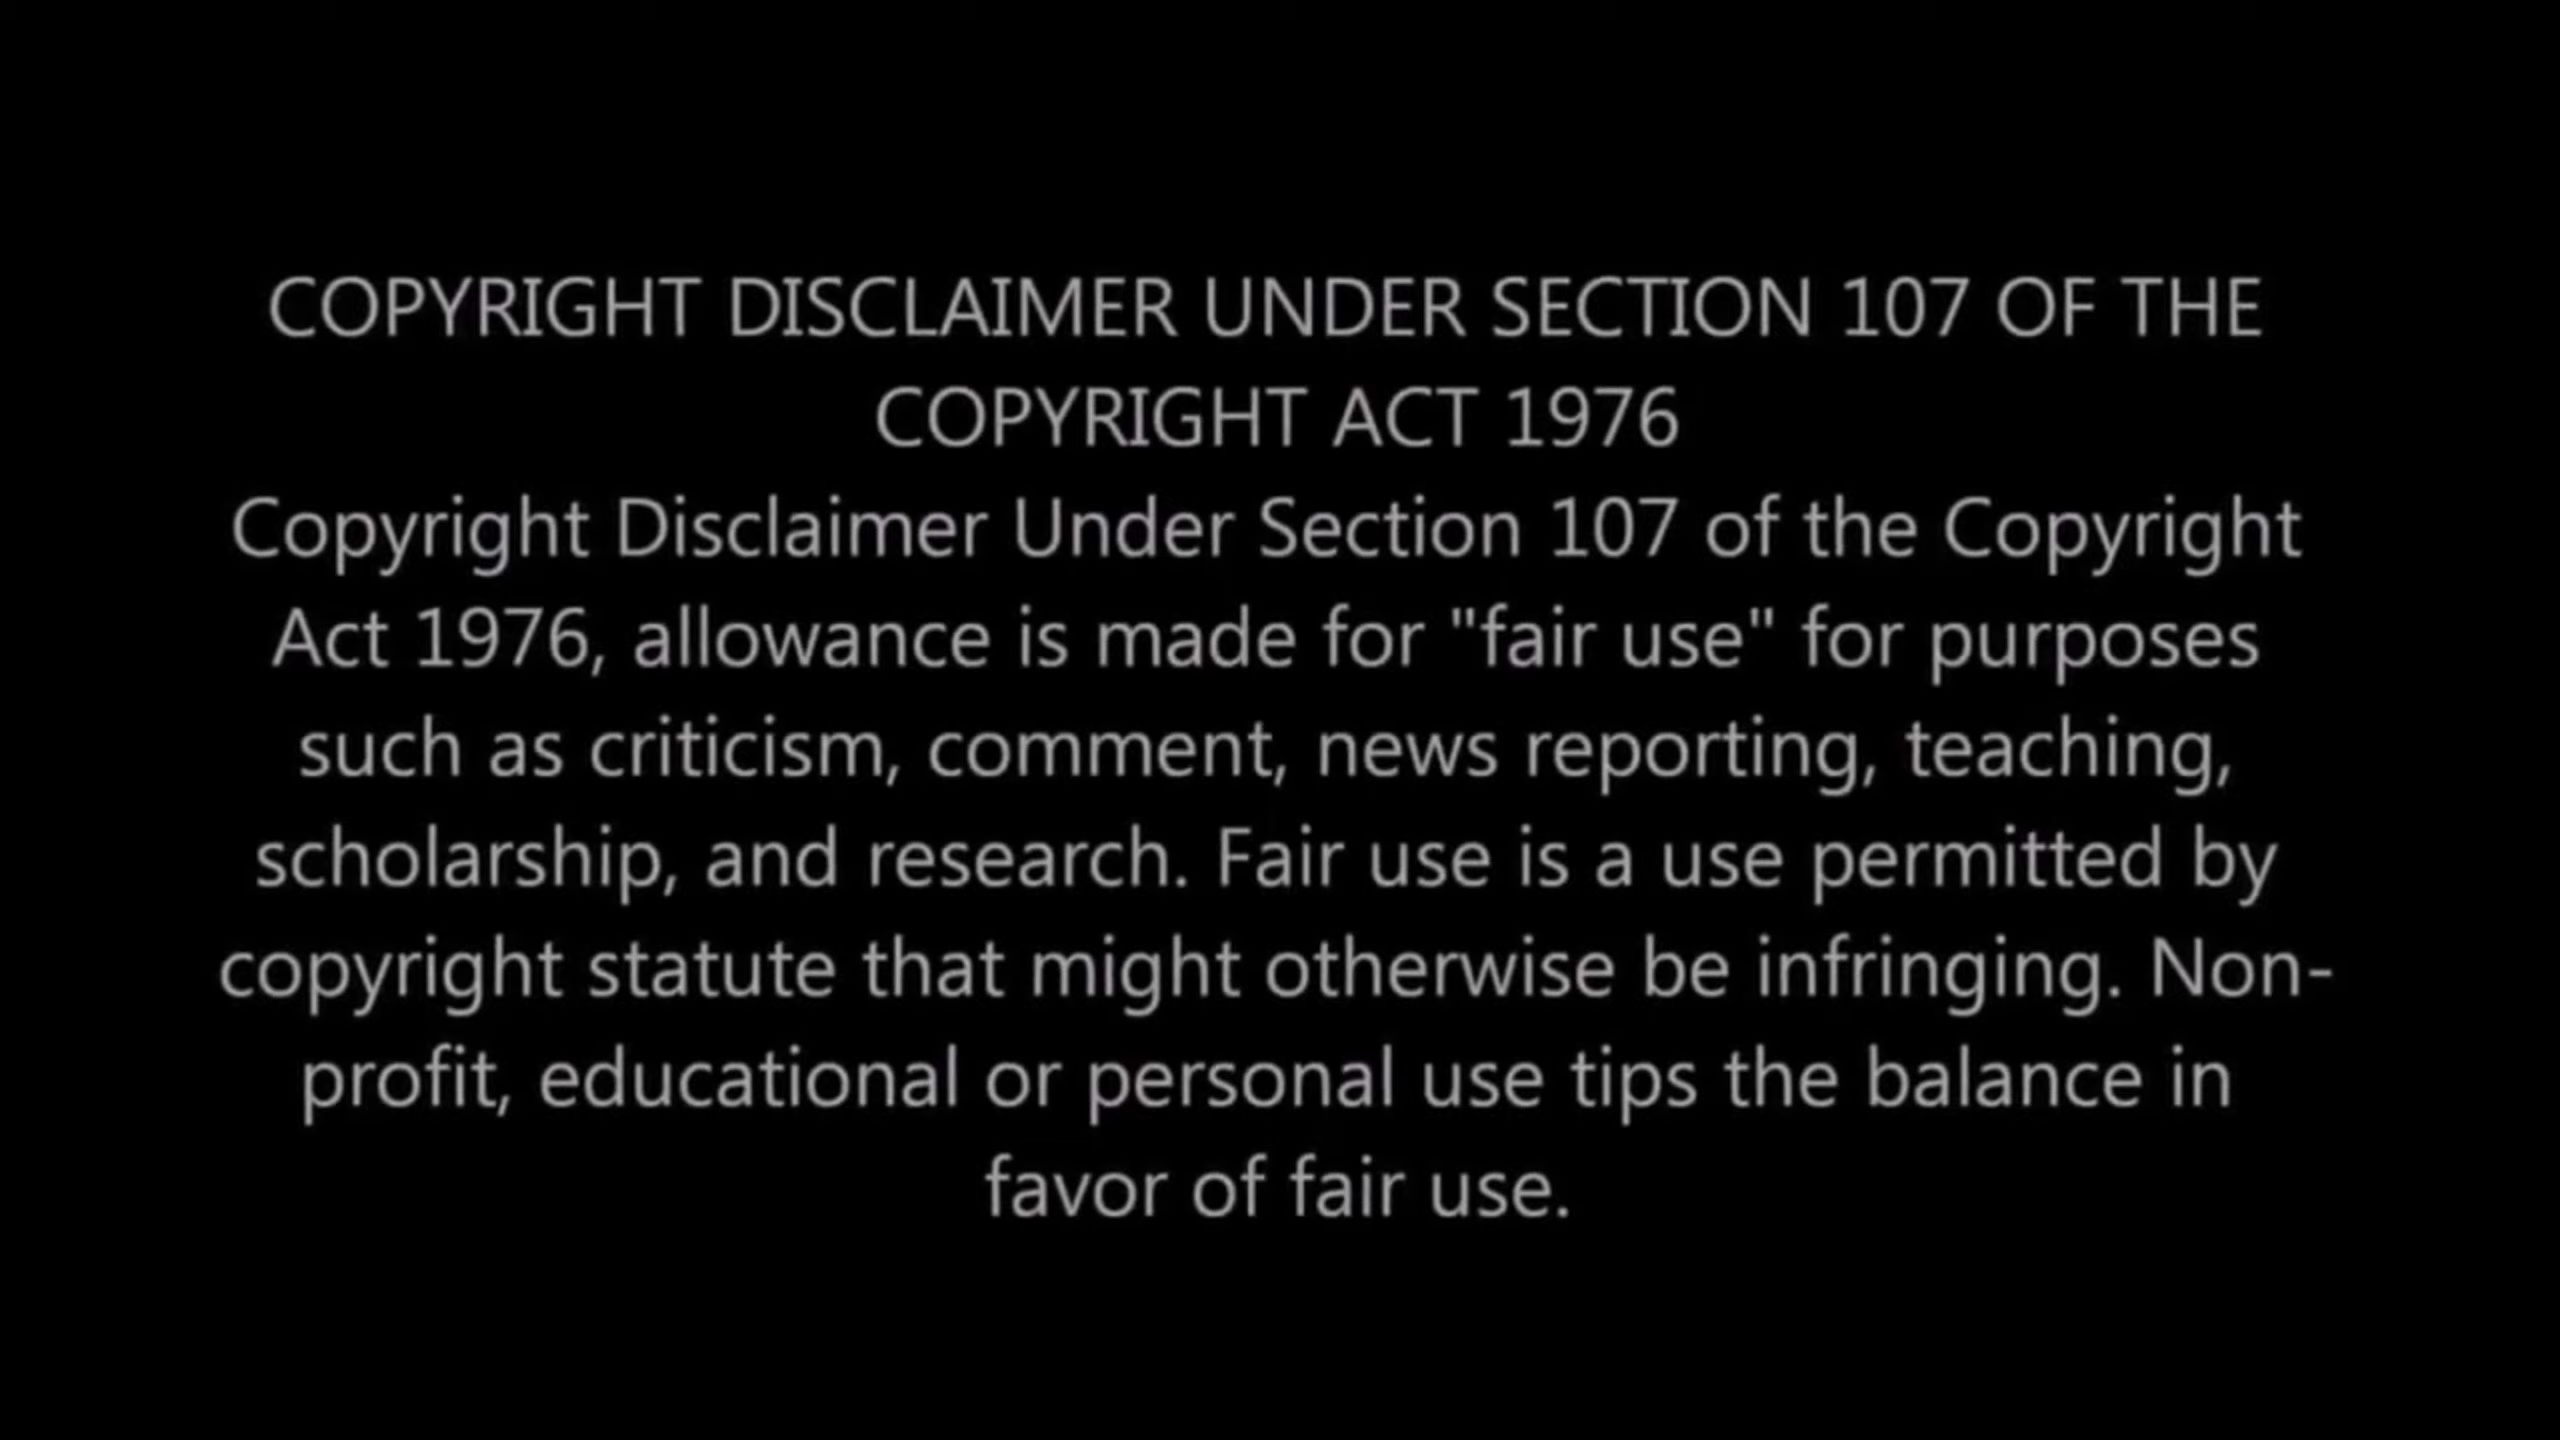 COPYRIGHT DISCLAIMER UNDER SECTION 107 OF THE
COPYRIGHT ACT 1976
Copyright Disclaimer Under Section 107 of the Copyright
Act 1976, allowance is made for "fair use" for purposes
such as criticism, comment, news reporting, teaching,
scholarship, and research. Fair use is a use permitted by
copyright statute that might otherwise be infringing. Non-
profit, educational or personal use tips the balance in
favor of fair use.